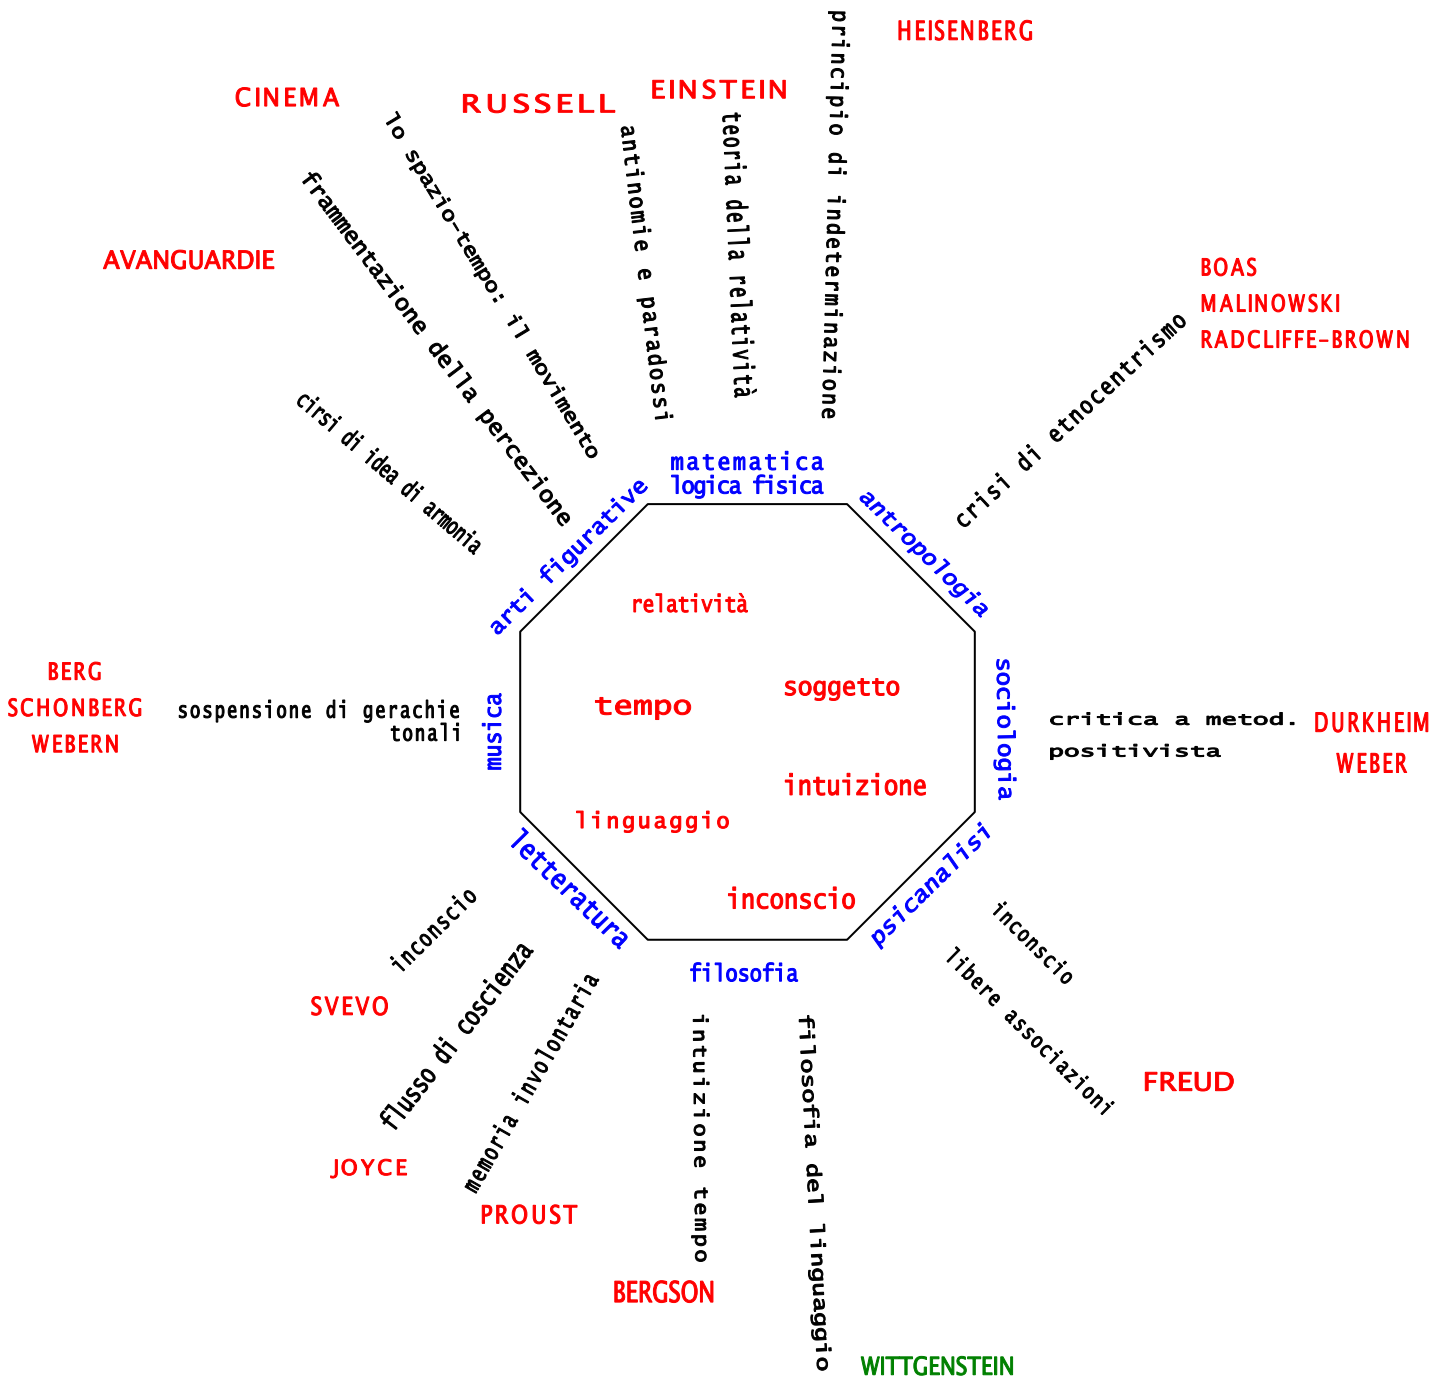 HEISENBERG
principio di indeterminazione
EINSTEIN
teoria della relatività
RUSSELL
antinomie e paradossi
CINEMA
lo spazio-tempo: il movimento
frammentazione della percezione
AVANGUARDIE
cirsi di idea di armonia
BOAS
MALINOWSKI
RADCLIFFE-BROWN
crisi di etnocentrismo
matematica
logica fisica
arti figurative
antropologia
relatività
soggetto
tempo
intuizione
linguaggio
inconscio
BERG
SCHONBERG
WEBERN
sospensione di gerachie
tonali
musica
sociologia
critica a metod.
positivista
DURKHEIM
WEBER
letteratura
psicanalisi
filosofia
inconscio
SVEVO
flusso di coscienza
JOYCE
memoria involontaria
PROUST
intuizione tempo
BERGSON
filosofia del linguaggio
WITTGENSTEIN
inconscio
libere associazioni
FREUD